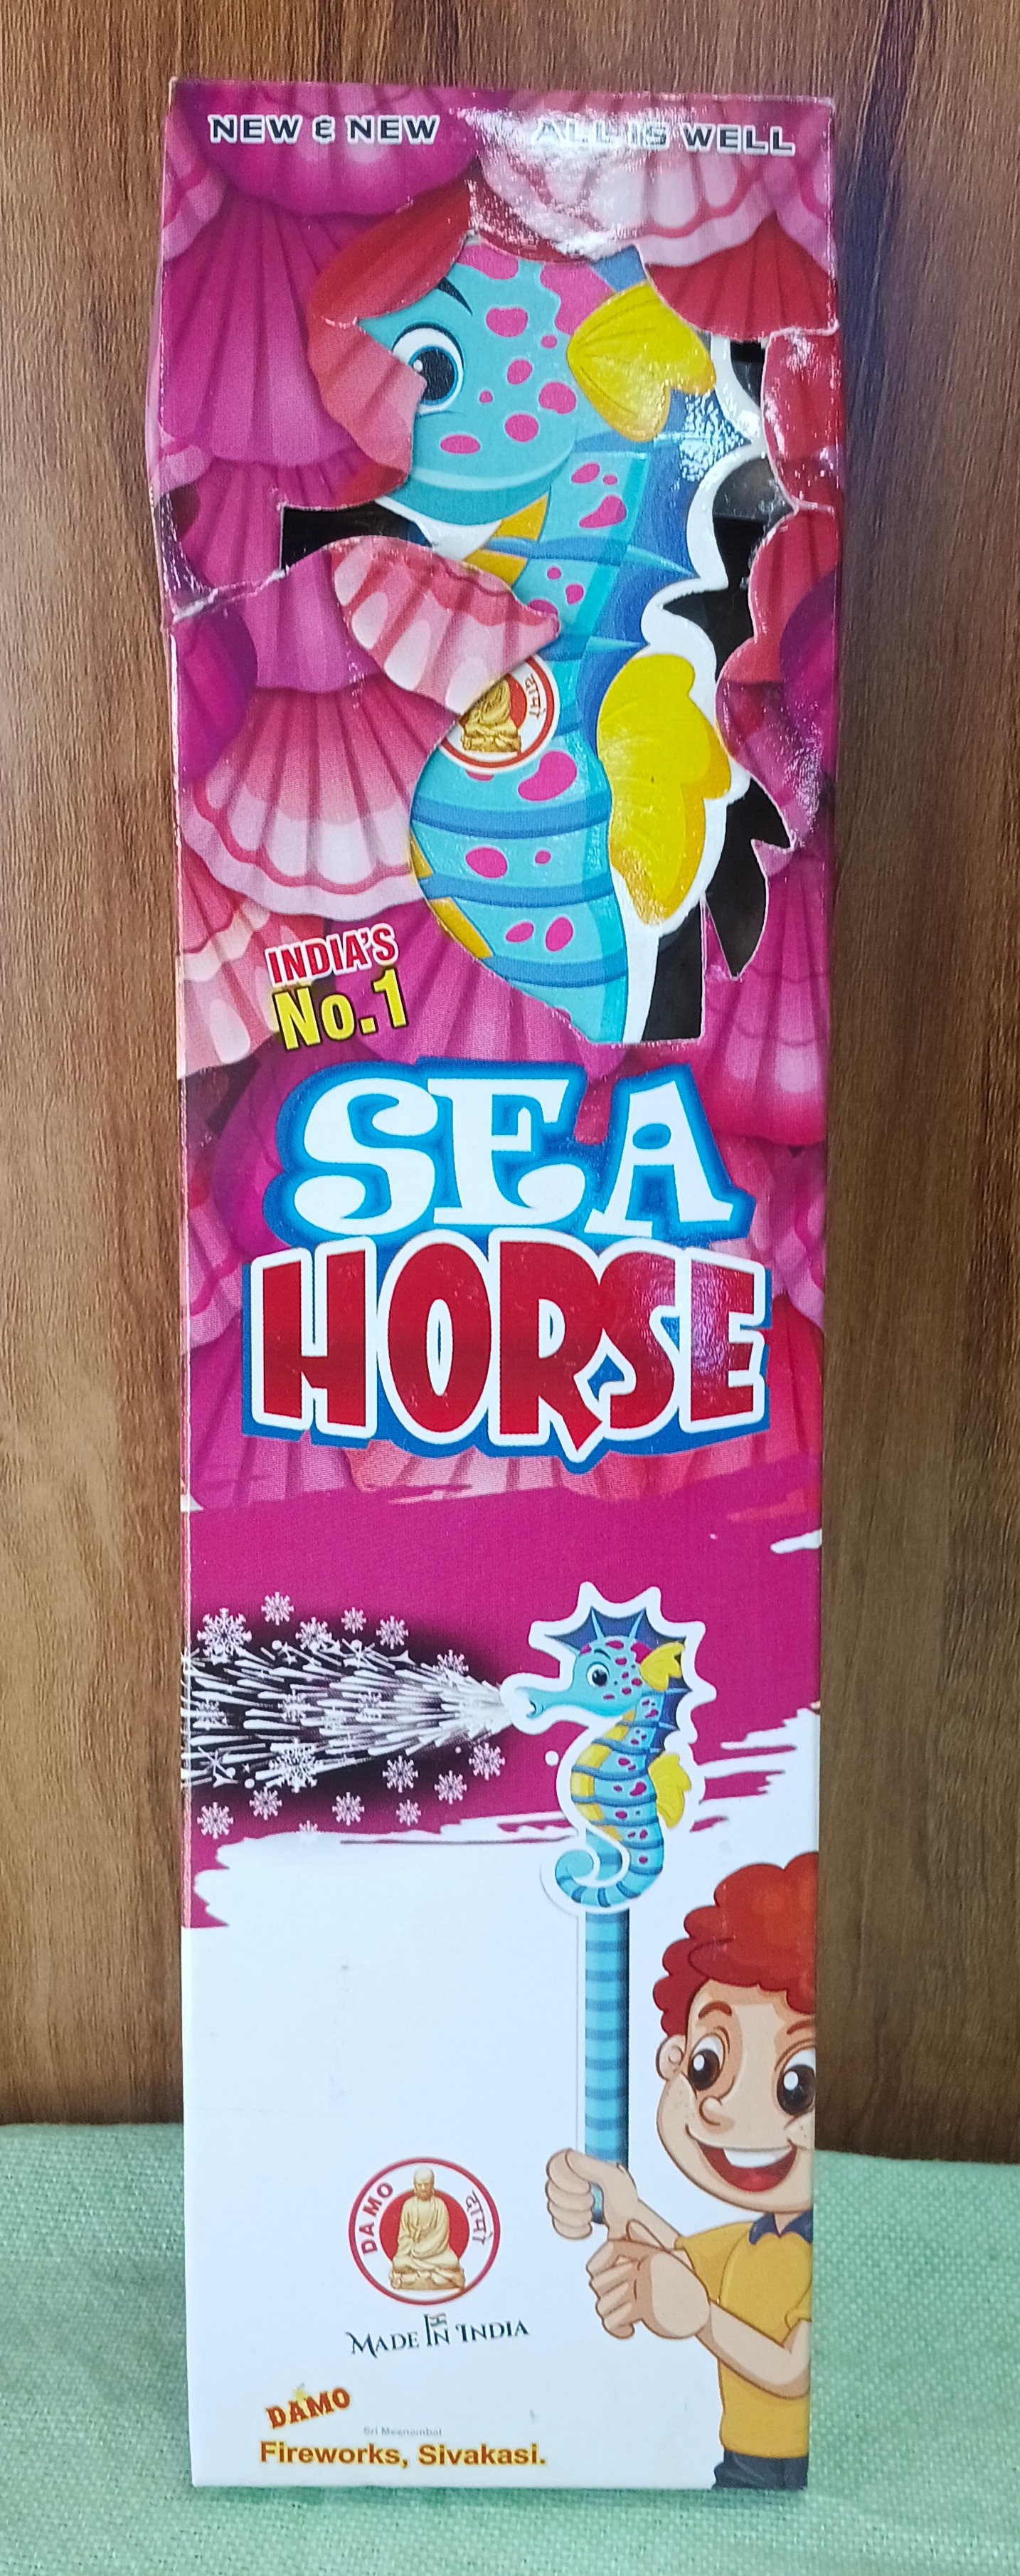 NEW & NEW ALL IS WELL
INDIA'S
No.1
SEA
HORSE
DAMO
MADE IN INDIA
DAMO
Sri Meenambal
Fireworks, Sivakasi.